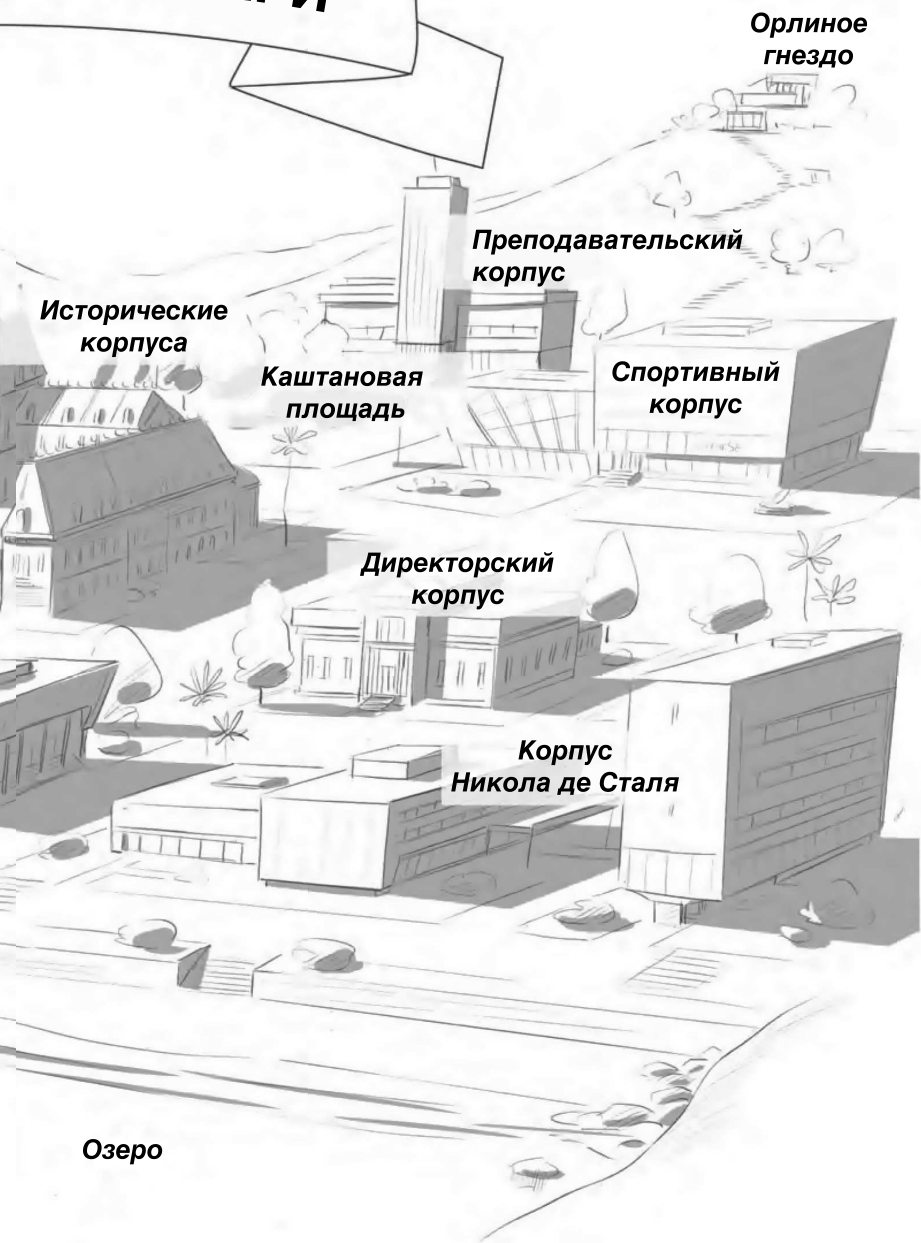 Орлиное
гнездо
Преподавательский
корпус
Исторические
корпуса
Каштановая
площадь
Спортивный
корпус
Директорский
корпус
Корпус
Никола де Сталя
Озеро